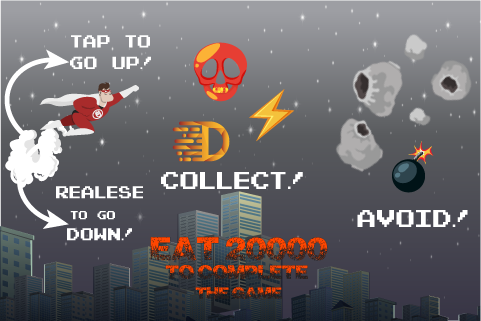 TAP TO
GO UP!
COLLECT!
REALESE
TO GO
DOWN!
AVOID!
EAT 20000
TO COMPLETE
THE GAME